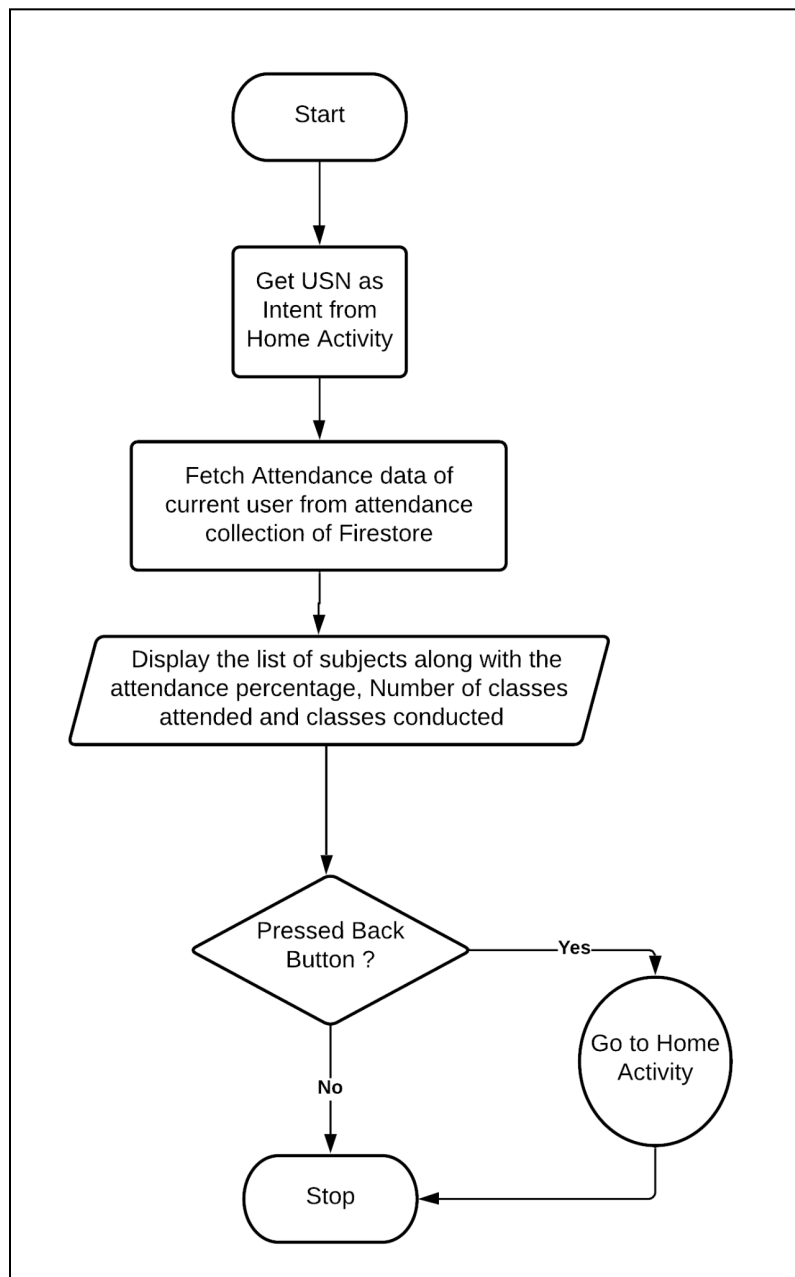 Start
Get USN as
Intent from
Home Activity
Fetch Attendance data of
current user from attendance
collection of Firestore
Display the list of subjects along with the
attendance percentage, Number of classes
attended and classes conducted
Pressed Back
Button ?
Yes
Go to Home
Activity
No
Stop